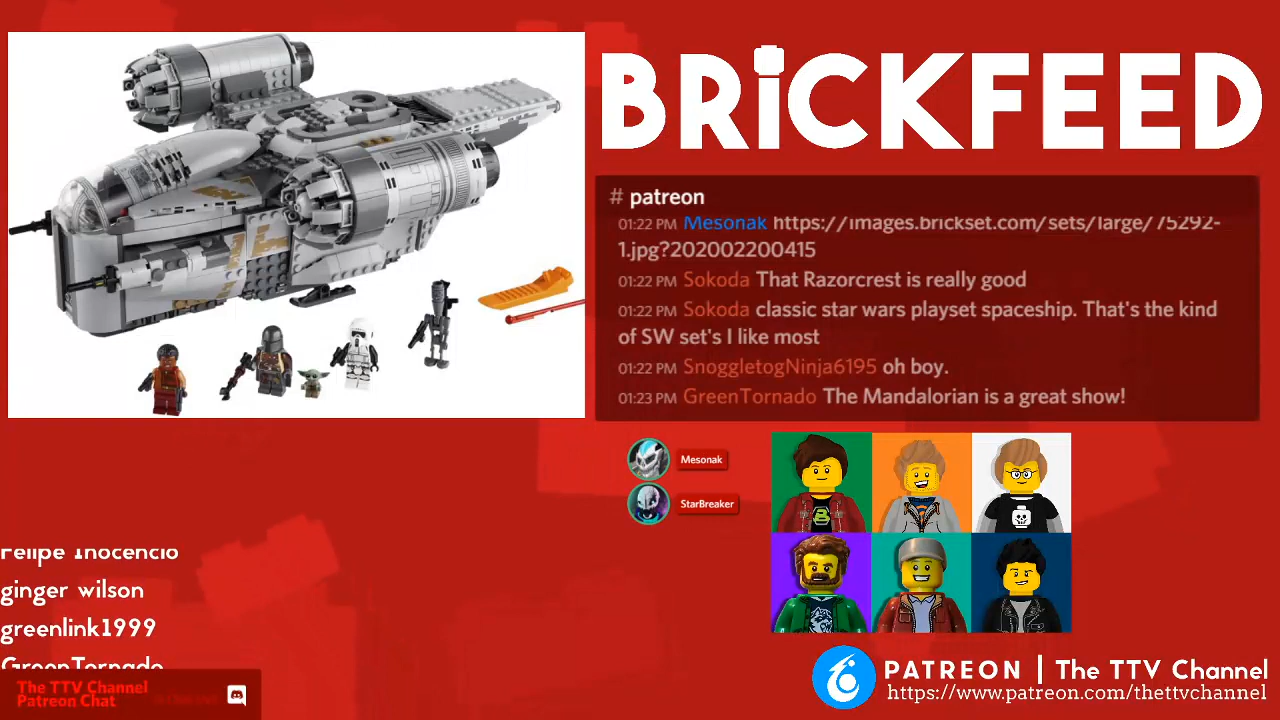 BRiCKFEED
# patreon
01:22 PM Mesonak https://images.brickset.com/sets/large/75292-
1.jpg?202002200415
01:22 PM Sokoda That Razorcrest is really good
01:22 PM Sokoda classic star wars playset spaceship. That's the kind
of SW set's I like most
01:22 PM SnoggletogNinja6195 oh boy.
01:23 PM GreenTornado The Mandalorian is a great show!
Mesonak
StarBreaker
Felipe Inocencio
ginger wilson
greenlink1999
GreenTornado
The TTV Channel
Patreon Chat
PATREON | The TTV Channel
https://www.patreon.com/thettvchannel